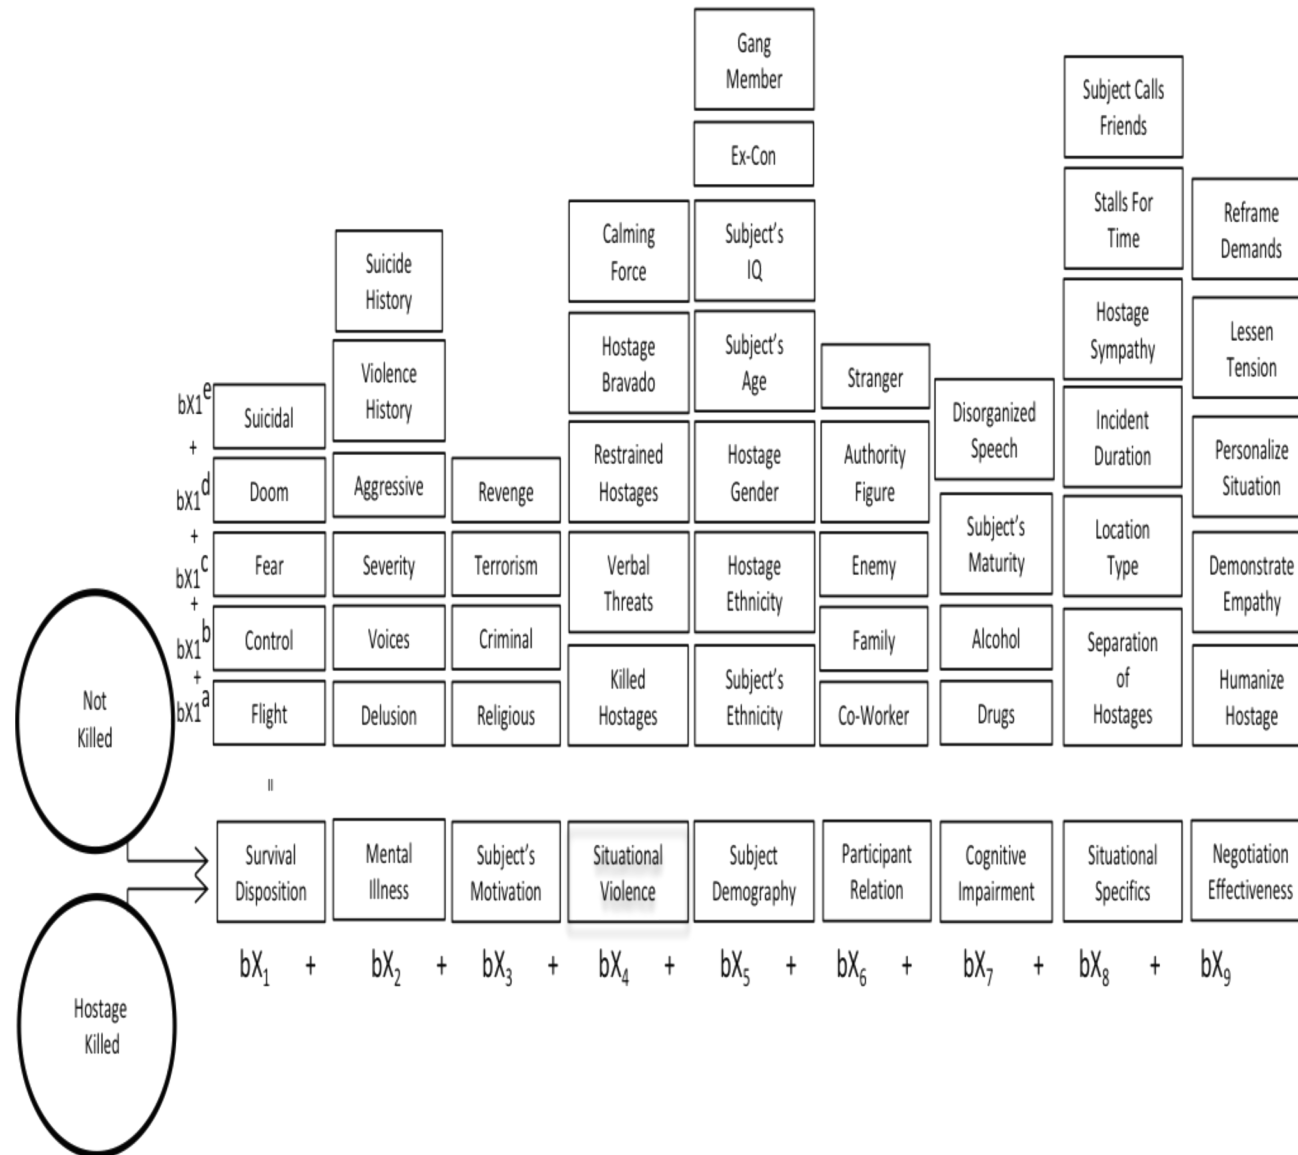 Gang
Member
Subject Calls
Friends
Ex-Con
Stalls For
Time
Reframe
Demands
Calming
Force
Subject's
IQ
Suicide
History
Hostage
Sympathy
Lessen
Tension
Hostage
Bravado
Subject's
Age
Violence
History
Stranger
bX1e
Suicidal
Disorganized
Speech
Incident
Duration
Personalize
Situation
+
Restrained
Hostages
Hostage
Gender
Authority
Figure
bX1d
Doom
Aggressive
Revenge
Subject's
Maturity
Location
Type
+
bX1c
Fear
Severity
Terrorism
Verbal
Threats
Hostage
Ethnicity
Enemy
Demonstrate
Empathy
+
bX1b
Control
Voices
Criminal
Family
Alcohol
Separation
of
Hostages
+
bX1a
Flight
Delusion
Religious
Killed
Hostages
Subject's
Ethnicity
Co-Worker
Drugs
Humanize
Hostage
Not
Killed
=
Survival
Disposition
Mental
Illness
Subject's
Motivation
Situational
Violence
Subject
Demography
Participant
Relation
Cognitive
Impairment
Situational
Specifics
Negotiation
Effectiveness
bX1 + bX2 + bX3 + bX4 + bX5 + bX6 + bX7 + bX8 + bX9
Hostage
Killed